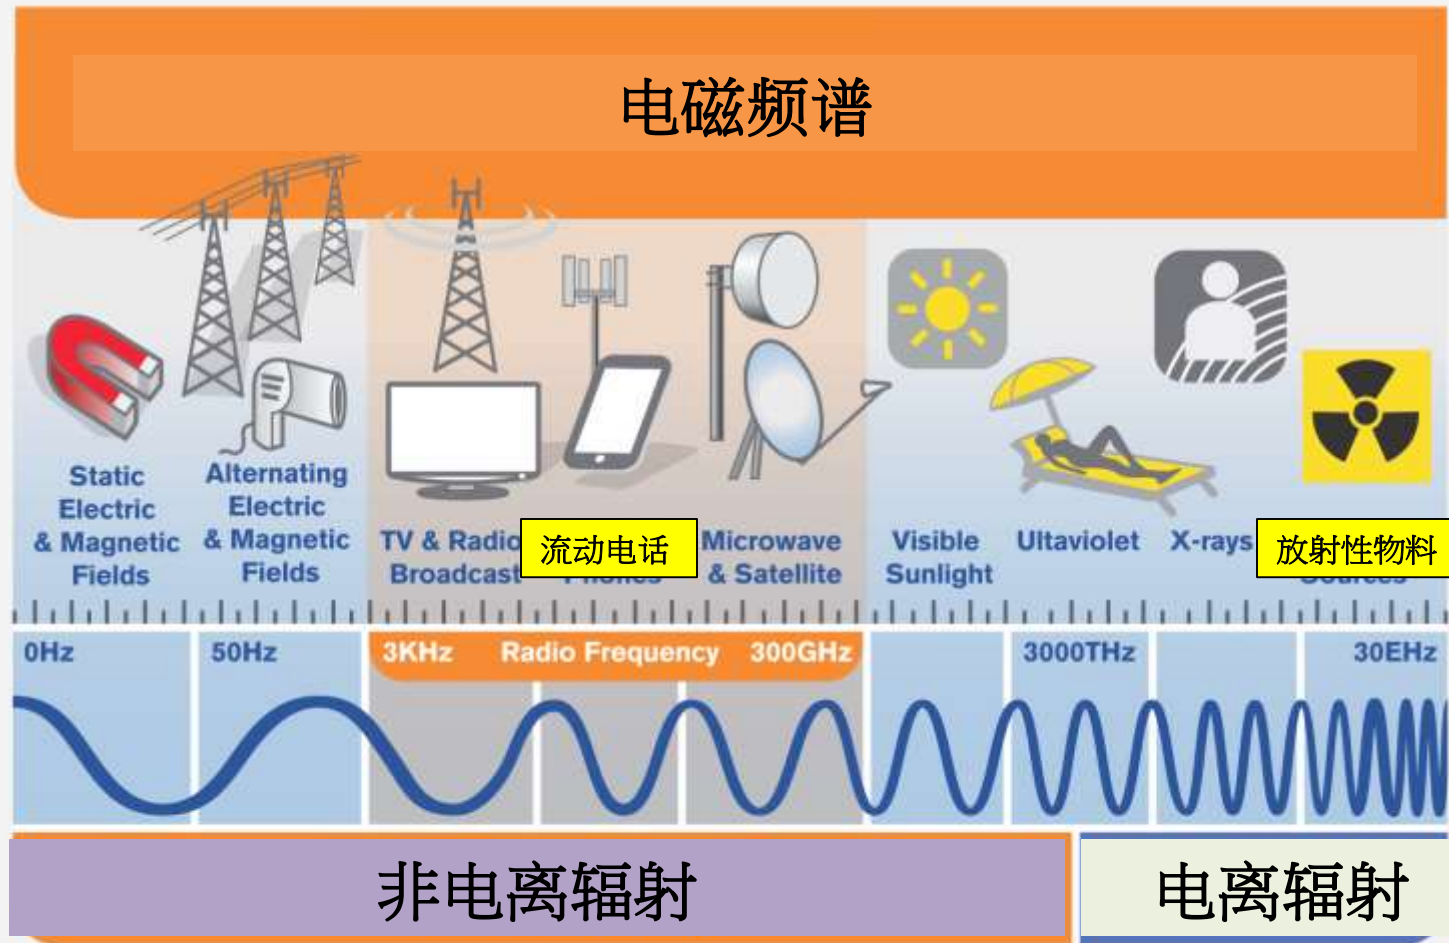 电磁频谱
Static
Electric
& Magnetic
Fields
Alternating
Electric
& Magnetic
Fields
TV & Radio
Broadcast
流动电话
Phones
Microwave
& Satellite
Visible
Sunlight
Ultaviolet
X-rays
放射性物料
Sources
0Hz
50Hz
3KHz
Radio Frequency
300GHz
3000THz
30EHz
非电离辐射
电离辐射